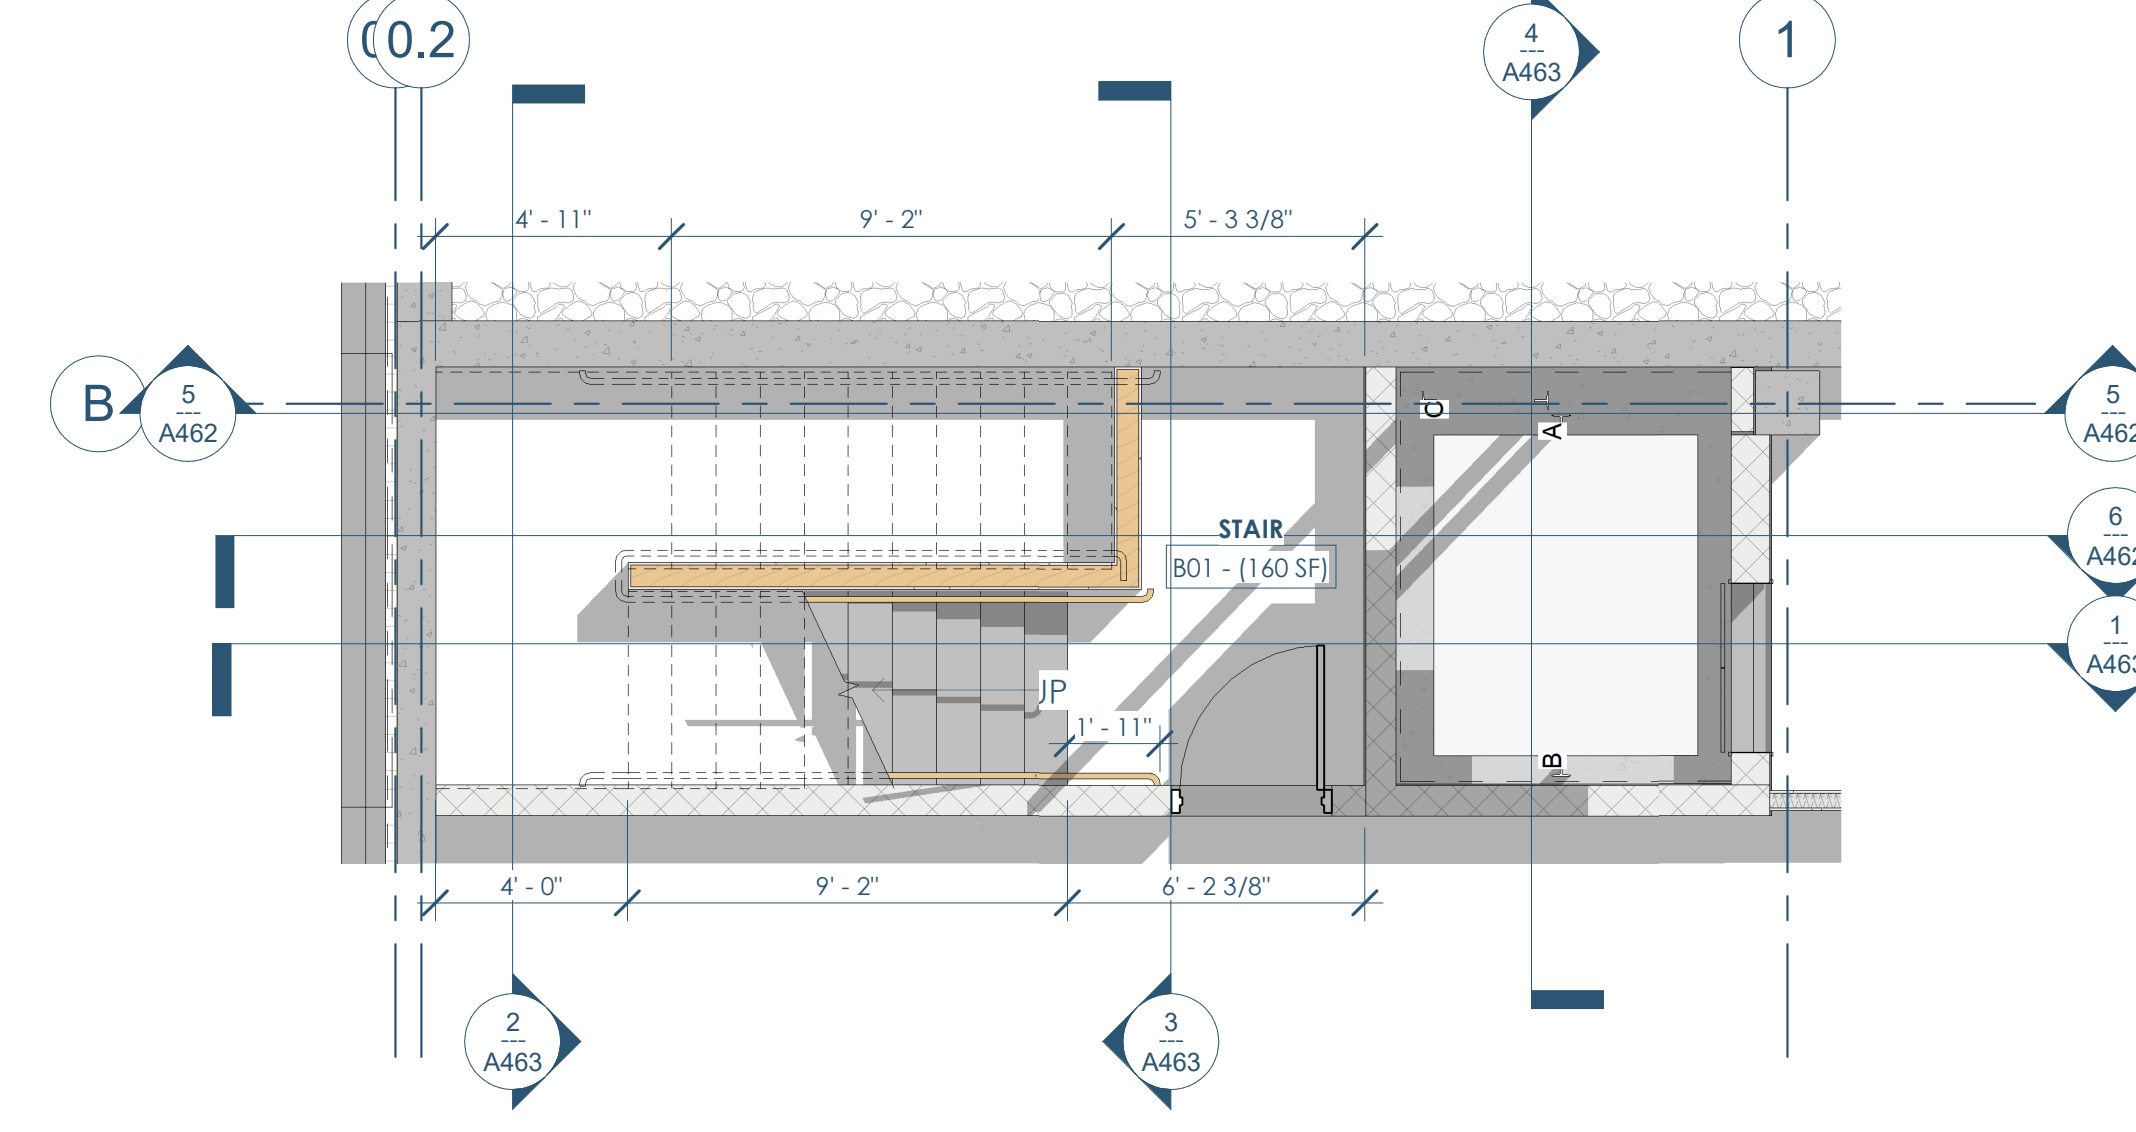 0.2
4
---
A463
1
4' - 11"
9' - 2"
5' - 3 3/8"
B
5
---
A462
5
---
A462
C
A
STAIR
B01 - (160 SF)
6
---
A462
1
---
A463
JP
1' - 11"
B
4' - 0"
9' - 2"
6' - 2 3/8"
2
---
A463
3
---
A463